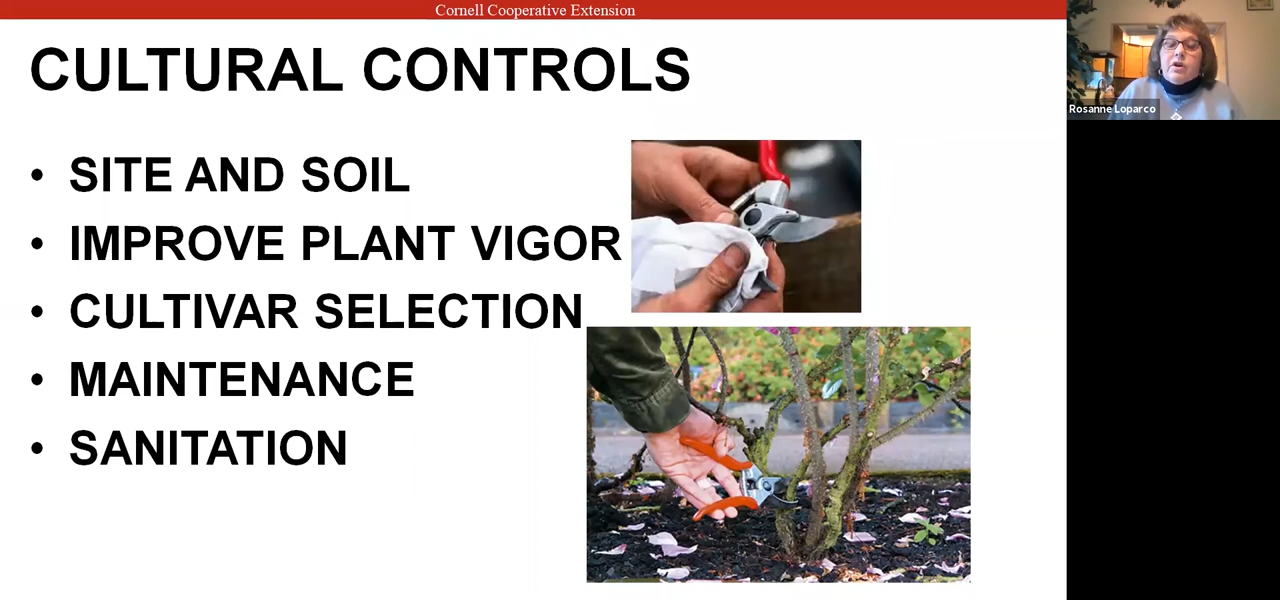 Cornell Cooperative Extension
CULTURAL CONTROLS
• SITE AND SOIL
• IMPROVE PLANT VIGOR
• CULTIVAR SELECTION
• MAINTENANCE
• SANITATION
Rosanne Loparco